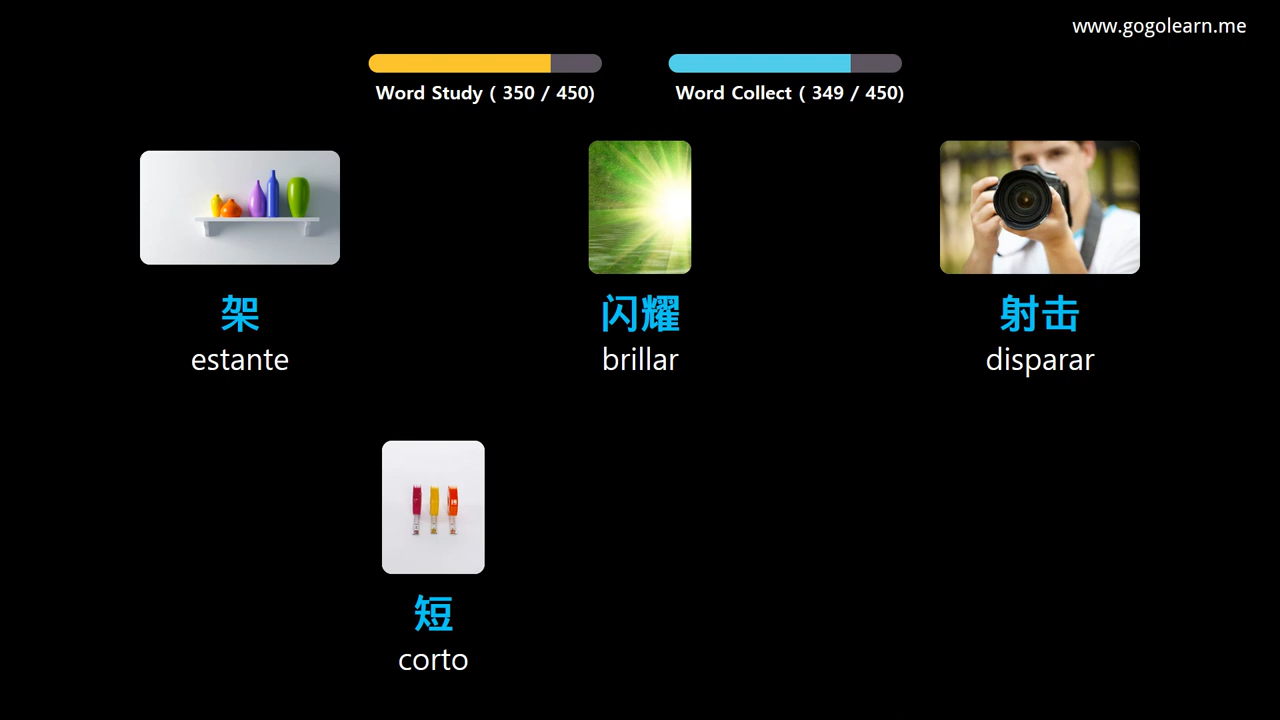 www.gogolearn.me
Word Study ( 350 / 450)
Word Collect ( 349 / 450)
架
estante
闪耀
brillar
射击
disparar
短
corto